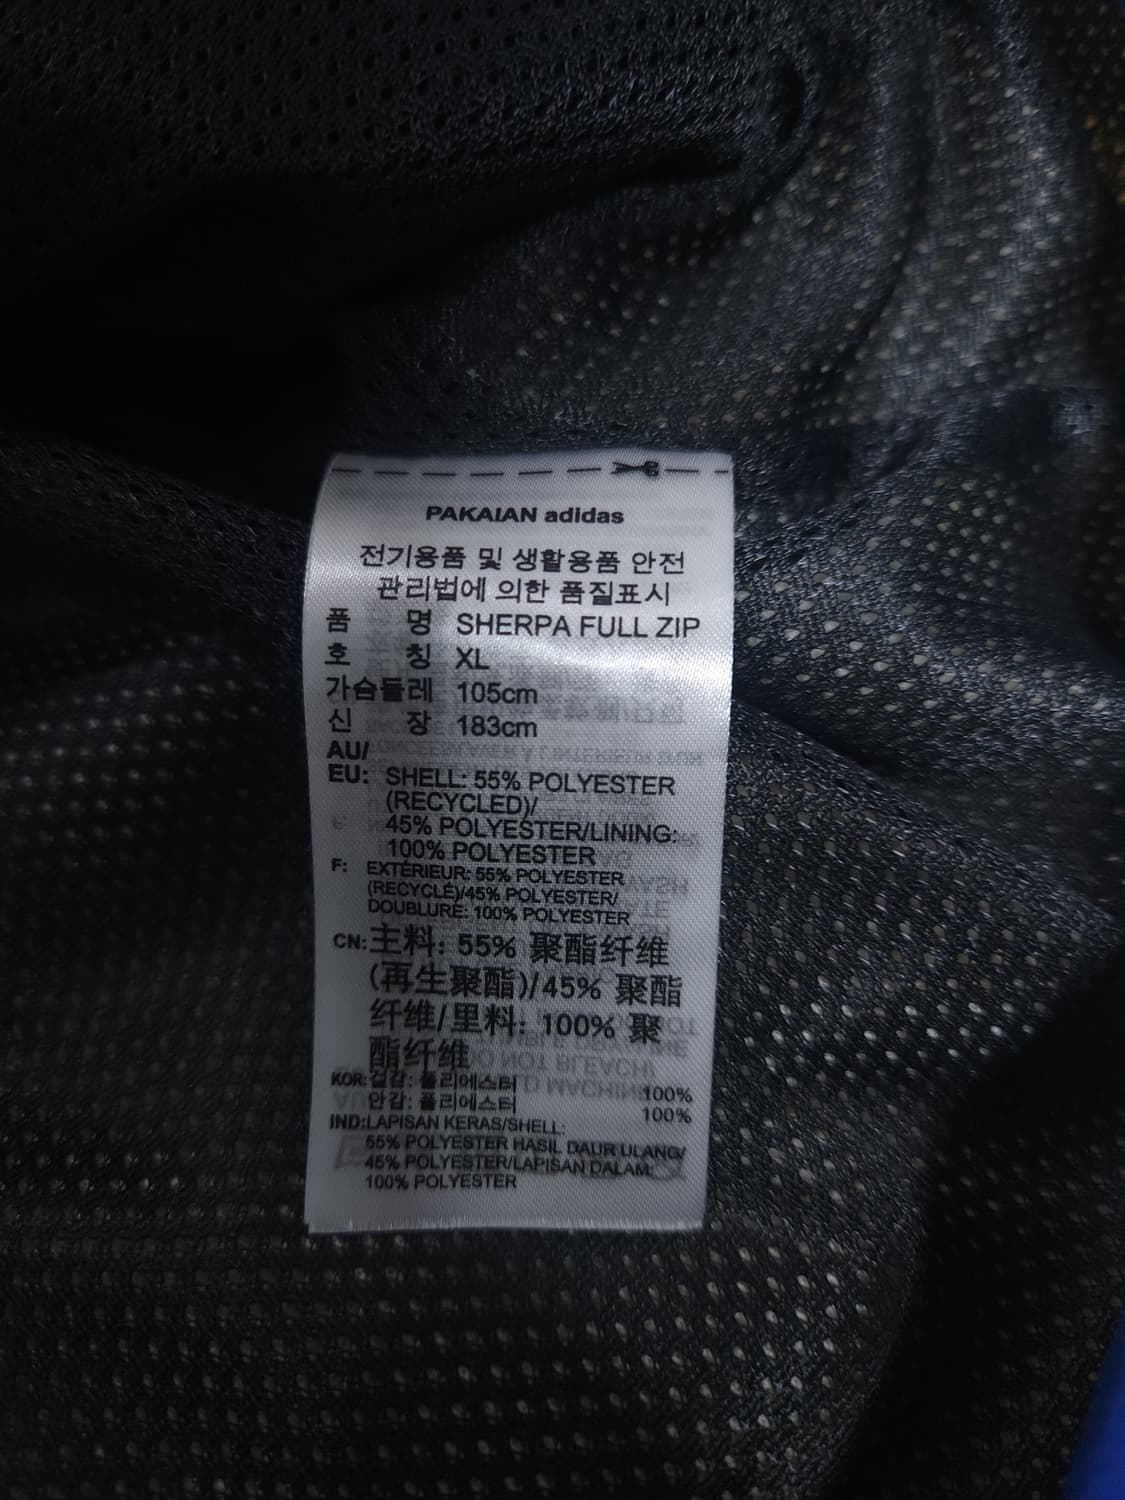 PAKAIAN adidas
전기용품 및 생활용품 안전
관리법에 의한 품질표시
품 명 SHERPA FULL ZIP
호 칭 XL
가슴둘레 105cm
신 장 183cm
AU/
EU: SHELL: 55% POLYESTER
(RECYCLED)/
45% POLYESTER/LINING:
100% POLYESTER
F: EXTÉRIEUR: 55% POLYESTER
(RECYCLÉ)/45% POLYESTER/
DOUBLURE: 100% POLYESTER
CN: 主料: 55% 聚酯纤维
(再生聚酯)/45% 聚酯
纤维/里料: 100% 聚
酯纤维
KOR: 겉감: 폴리에스터 100%
안감: 폴리에스터 100%
IND: LAPISAN KERAS/SHELL:
55% POLYESTER HASIL DAUR ULANG/
45% POLYESTER/LAPISAN DALAM:
100% POLYESTER